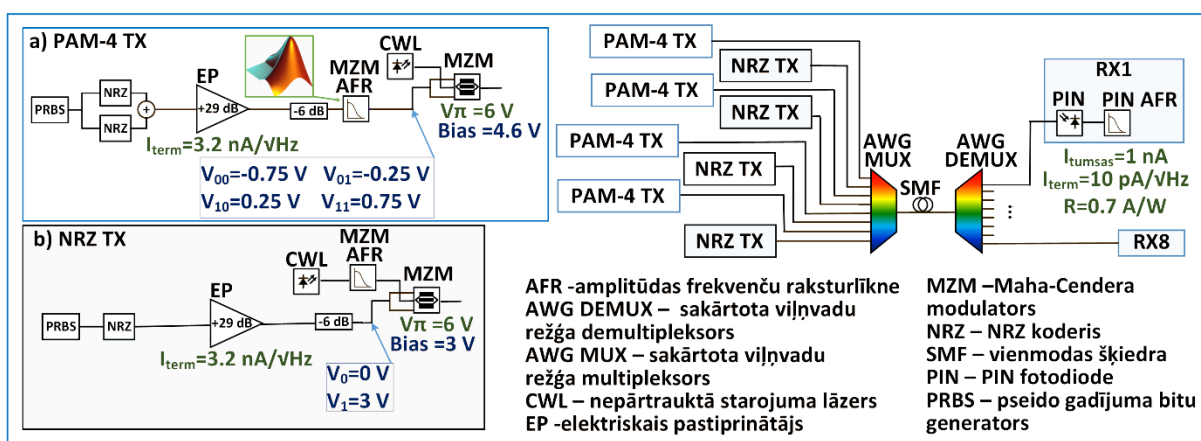 a) PAM-4 TX
PRBS
NRZ
NRZ
+
EP
+29 dB
Iterm=3.2 nA/√Hz
-6 dB
MZM
AFR
CWL
MZM
Vπ=6 V
Bias=4.6 V
V00=-0.75 V V01=-0.25 V
V10=0.25 V V11=0.75 V
b) NRZ TX
PRBS
NRZ
EP
+29 dB
Iterm=3.2 nA/√Hz
-6 dB
CWL
MZM
AFR
MZM
Vπ=6 V
Bias =3 V
V0=0 V
V1=3 V
PAM-4 TX
NRZ TX
PAM-4 TX
NRZ TX
PAM-4 TX
NRZ TX
PAM-4 TX
NRZ TX
AWG
MUX
SMF
AWG
DEMUX
RX1
PIN
PIN AFR
Itumsas=1 nA
Iterm=10 pA/√Hz
R=0.7 A/W
RX8
AFR -amplitūdas frekvenču raksturlīkne
AWG DEMUX – sakārtota viļņvadu
režģa demultipleksors
AWG MUX – sakārtota viļņvadu
režģa multipleksors
CWL – nepārtrauktā starojuma lāzers
EP -elektriskais pastiprinātājs
MZM –Maha-Cendera
modulators
NRZ – NRZ koderis
SMF – vienmodas šķiedra
PIN – PIN fotodiode
PRBS – pseido gadījuma bitu
generators